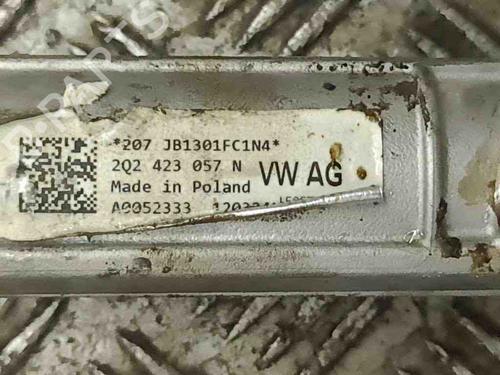 *207 JB1301FC1N4*
2Q2 423 057 N
Made in Poland VW AG
A0052333